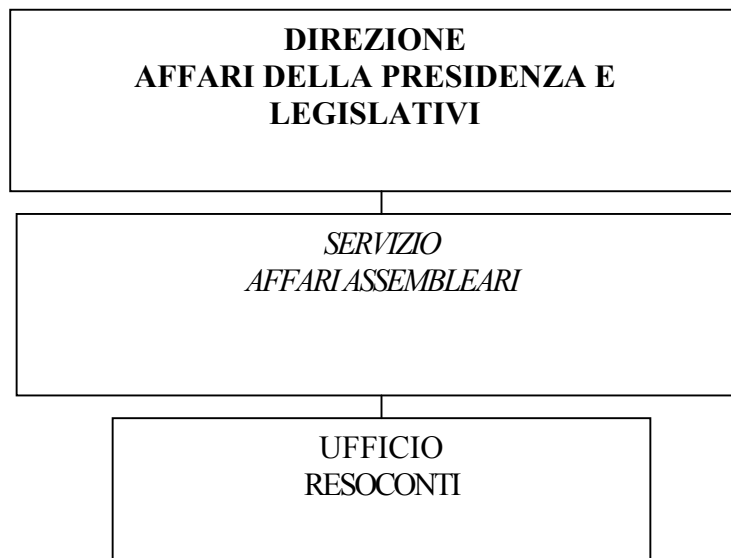 DIREZIONE
AFFARI DELLA PRESIDENZA E
LEGISLATIVI
SERVIZIO
AFFARI ASSEMBLEARI
UFFICIO
RESOCONTI